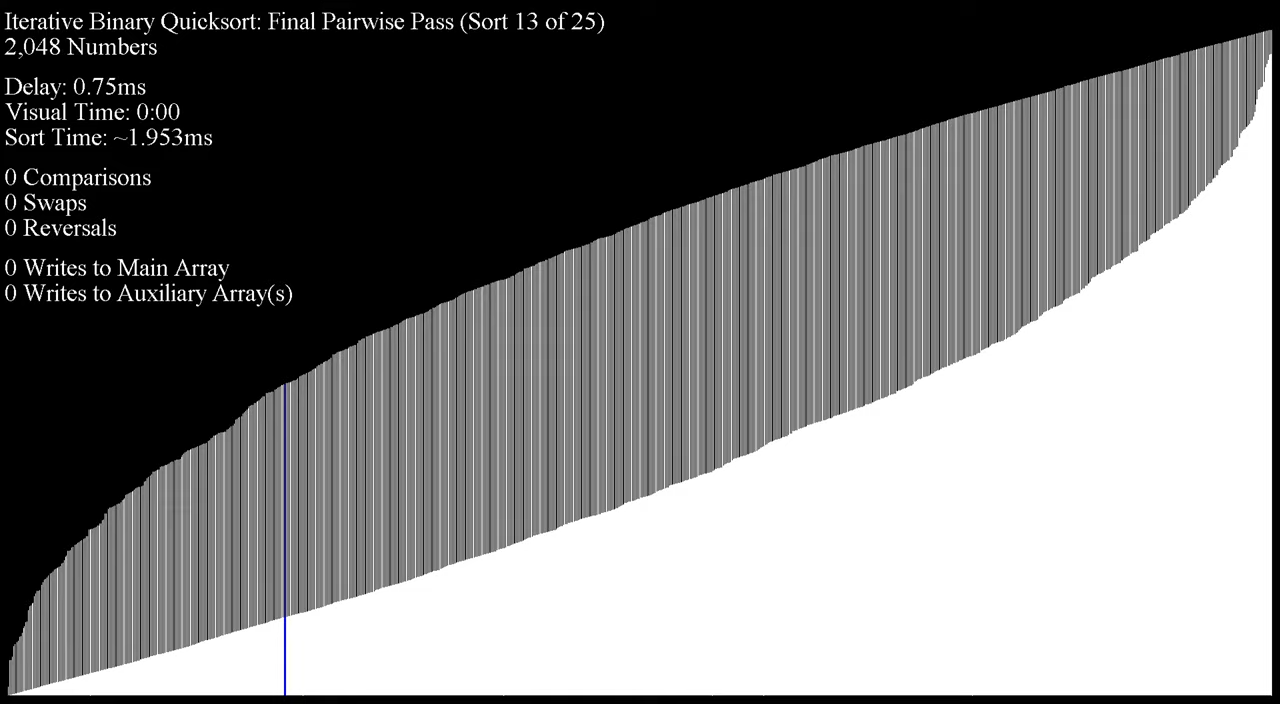 Iterative Binary Quicksort: Final Pairwise Pass (Sort 13 of 25)
2,048 Numbers
Delay: 0.75ms
Visual Time: 0:00
Sort Time: ~1.953ms
0 Comparisons
0 Swaps
0 Reversals
0 Writes to Main Array
0 Writes to Auxiliary Array(s)